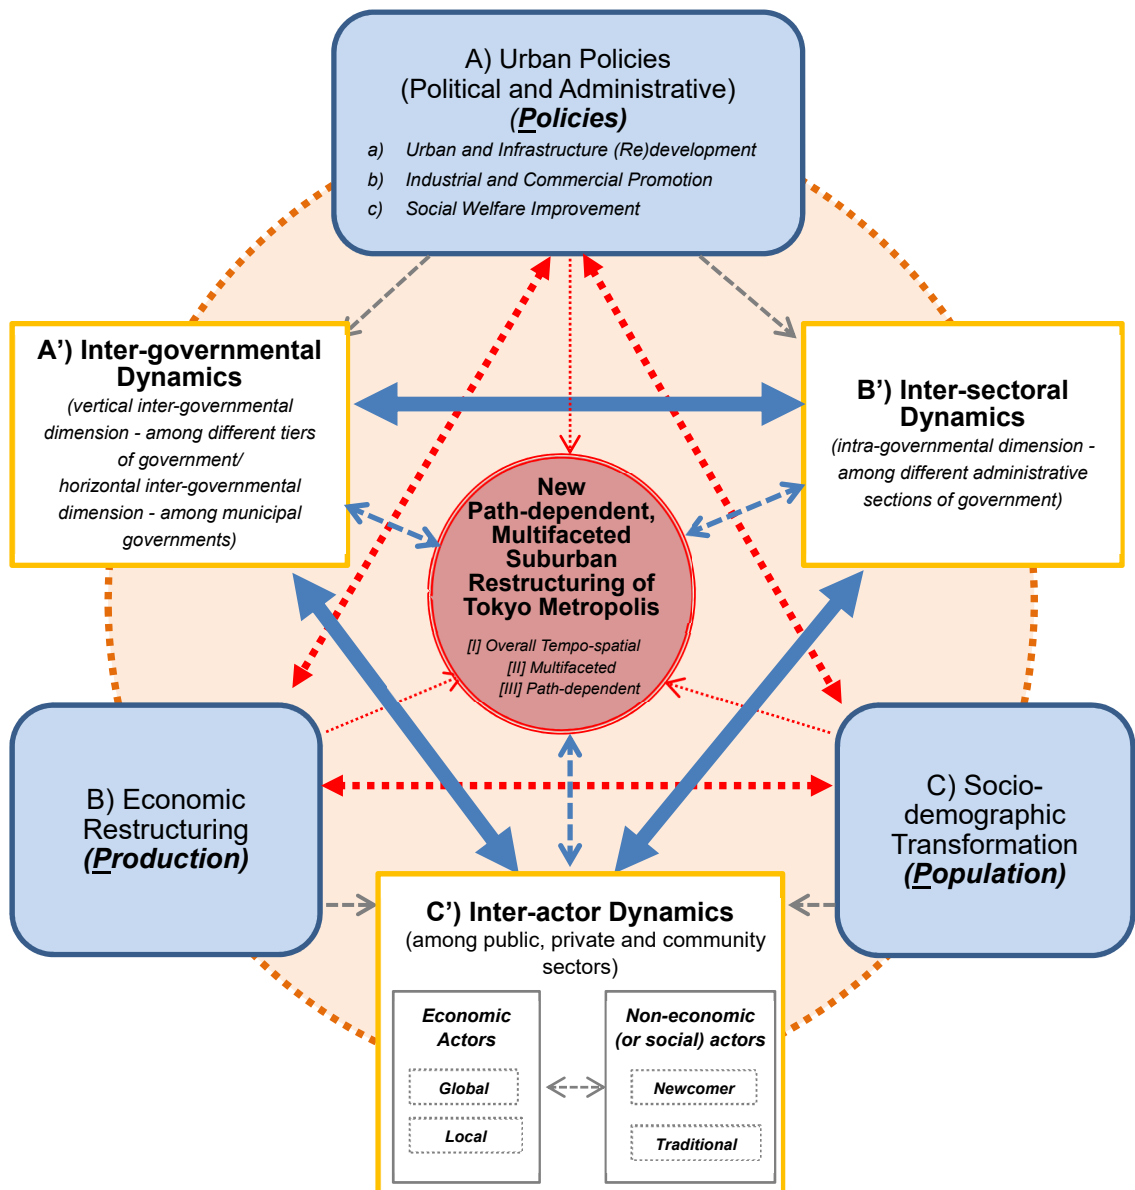 A) Urban Policies
(Political and Administrative)
(Policies)
a) Urban and Infrastructure (Re)development
b) Industrial and Commercial Promotion
c) Social Welfare Improvement
A’) Inter-governmental
Dynamics
(vertical inter-governmental
dimension - among different tiers
of government/
horizontal inter-governmental
dimension - among municipal
governments)
B’) Inter-sectoral
Dynamics
(intra-governmental dimension -
among different administrative
sections of government)
New
Path-dependent,
Multifaceted
Suburban
Restructuring of
Tokyo Metropolis
[I] Overall Tempo-spatial
[II] Multifaceted
[III] Path-dependent
B) Economic
Restructuring
(Production)
C) Socio-
demographic
Transformation
(Population)
C’) Inter-actor Dynamics
(among public, private and community
sectors)
Economic
Actors
Global
Local
Non-economic
(or social) actors
Newcomer
Traditional